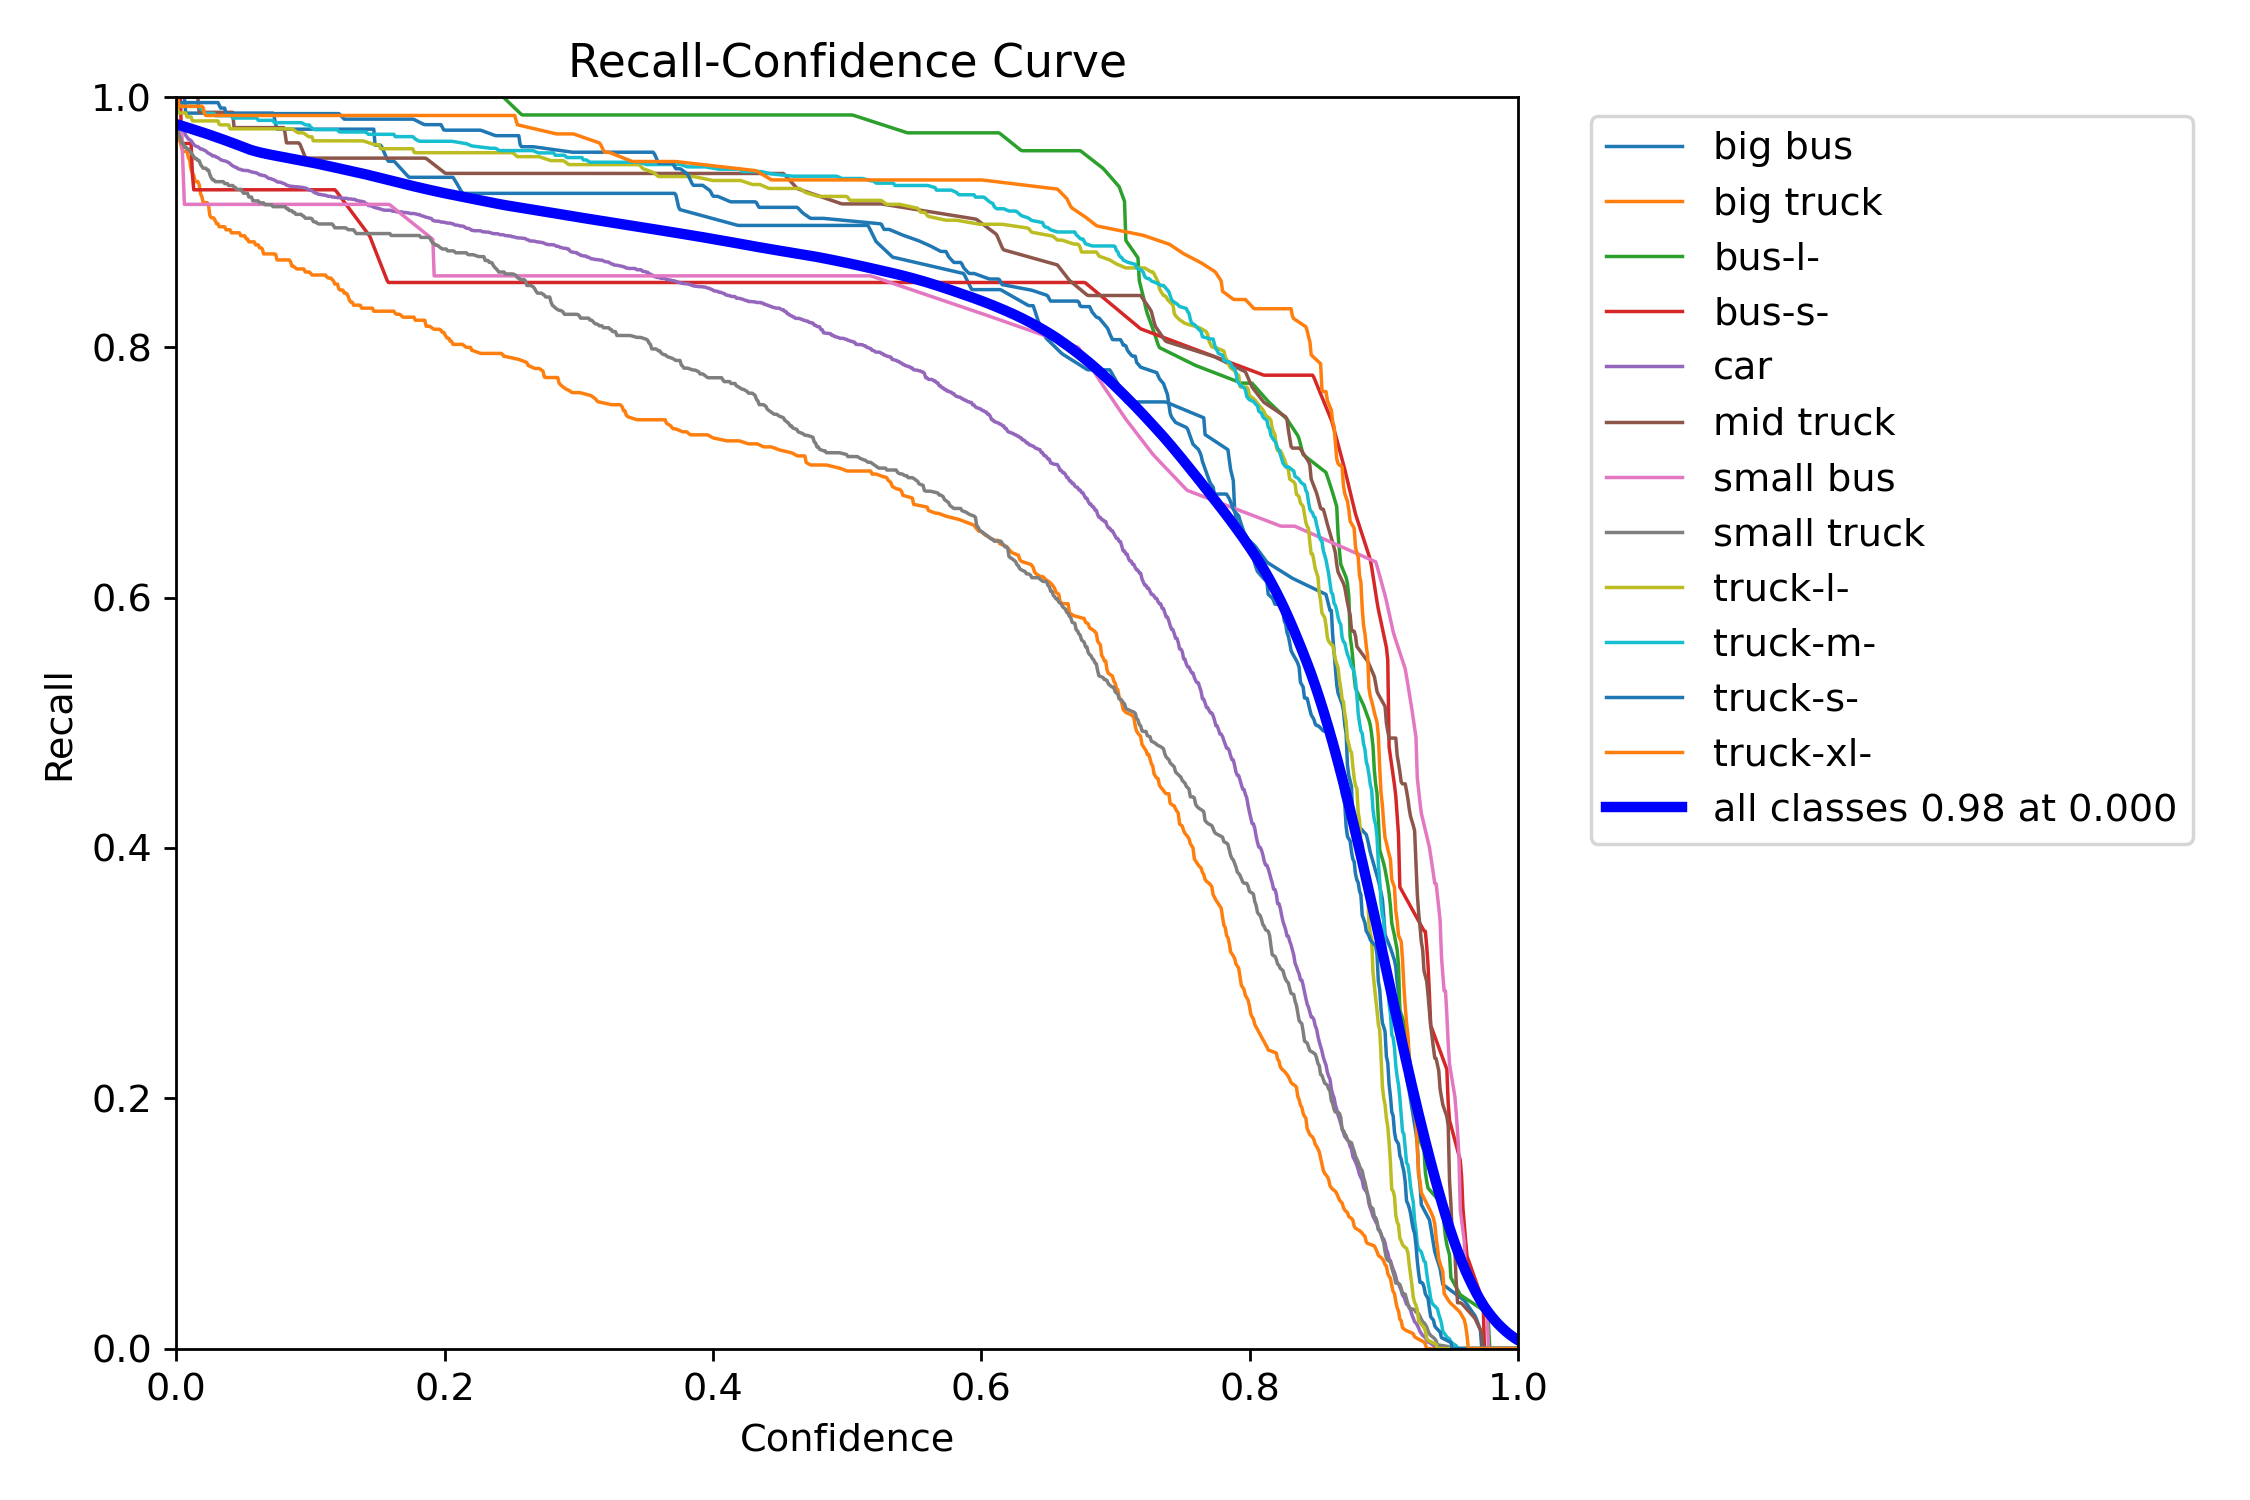 Recall-Confidence Curve
1.0
0.8
0.6
0.4
0.2
0.0
Recall
0.0 0.2 0.4 0.6 0.8 1.0
Confidence
big bus
big truck
bus-l-
bus-s-
car
mid truck
small bus
small truck
truck-l-
truck-m-
truck-s-
truck-xl-
all classes 0.98 at 0.000